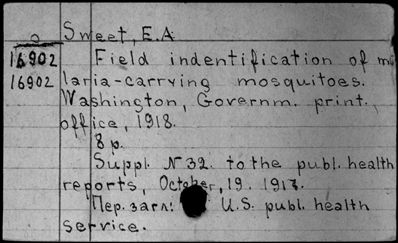 a Sweet, E.A
16902 Field indentification of m
16902 laria-carrying mosquitoes.
Washington, Governm. print.
office, 1918.
8 p.
Suppl. № 32. to the publ. health
reports, October, 19. 1917.
Пер. загл: U.S. publ. health
service.